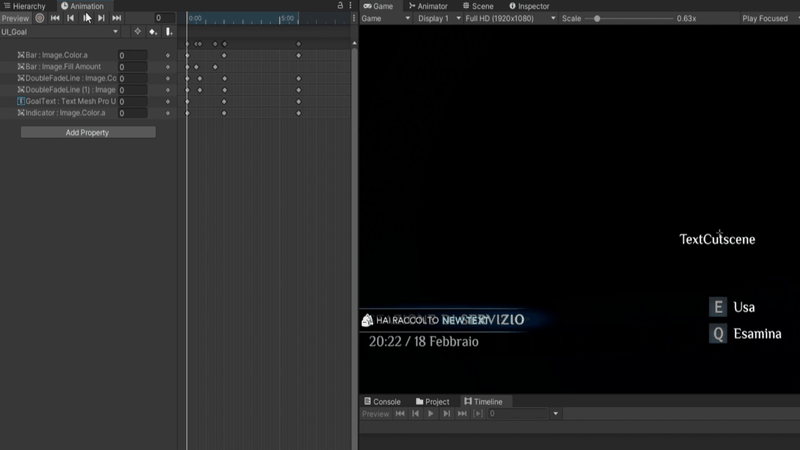 Hierarchy Animation
Preview 0 0:00 5:00
UI_Goal
Bar : Image.Color.a 0
Bar : Image.Fill Amount 0
DoubleFadeLine : Image.Co 0
DoubleFadeLine (1) : Image 0
GoalText : Text Mesh Pro U 0
Indicator : Image.Color.a 0
Add Property
Game Animator Scene Inspector
Game Display 1 Full HD (1920x1080) Scale 0.63x Play Focused
TextCutscene
E Usa
Q Esamina
HAI RACCOLTO NEW TEXT
SERVIZIO
20:22 / 18 Febbraio
Console Project Timeline
Preview 0